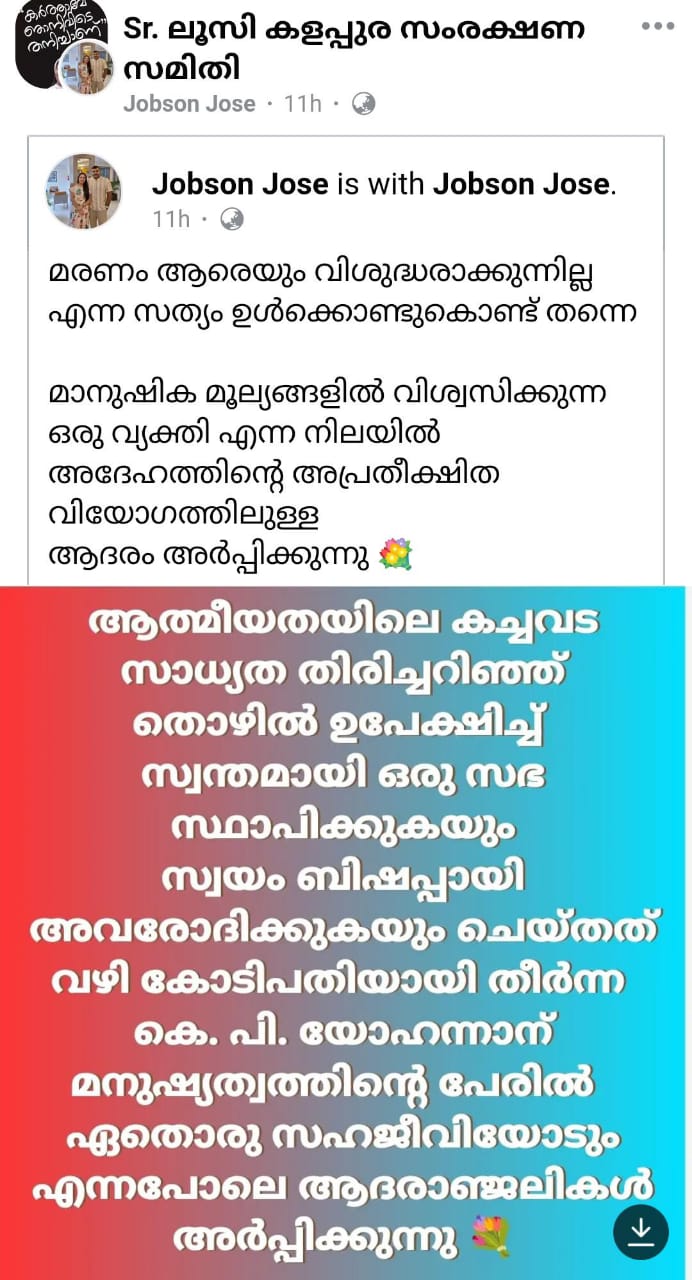 Sr. ലൂസി കളപ്പുര സംരക്ഷണ
സമിതി
Jobson Jose · 11h ·
Jobson Jose is with Jobson Jose.
11h ·
മരണം ആരെയും വിശുദ്ധരാക്കുന്നില്ല
എന്ന സത്യം ഉൾക്കൊണ്ടുകൊണ്ട് തന്നെ
മാനുഷിക മൂല്യങ്ങളിൽ വിശ്വസിക്കുന്ന
ഒരു വ്യക്തി എന്ന നിലയിൽ
അദേഹത്തിന്റെ അപ്രതീക്ഷിത
വിയോഗത്തിലുള്ള
ആദരം അർപ്പിക്കുന്നു 💐
ആത്മീയതയിലെ കച്ചവട
സാധ്യത തിരിച്ചറിഞ്ഞ്
തൊഴിൽ ഉപേക്ഷിച്ച്
സ്വന്തമായി ഒരു സഭ
സ്ഥാപിക്കുകയും
സ്വയം ബിഷപ്പായി
അവരോദിക്കുകയും ചെയ്തത്
വഴി കോടിപതിയായി തീർന്ന
കെ. പി. യോഹന്നാന്
മനുഷ്യത്വത്തിന്റെ പേരിൽ
ഏതൊരു സഹജീവിയോടും
എന്നപോലെ ആദരാഞ്ജലികൾ
അർപ്പിക്കുന്നു 💐